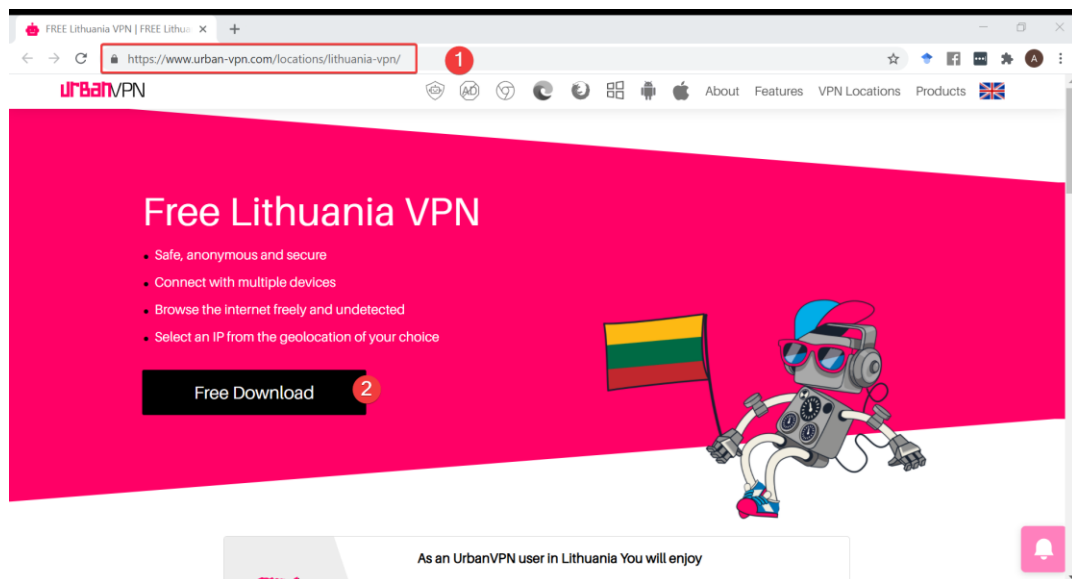 FREE Lithuania VPN | FREE Lithua
https://www.urban-vpn.com/locations/lithuania-vpn/
1
A
urBanVPN
AD
About Features VPN Locations Products
Free Lithuania VPN
Safe, anonymous and secure
Connect with multiple devices
Browse the internet freely and undetected
Select an IP from the geolocation of your choice
Free Download
2
As an UrbanVPN user in Lithuania You will enjoy